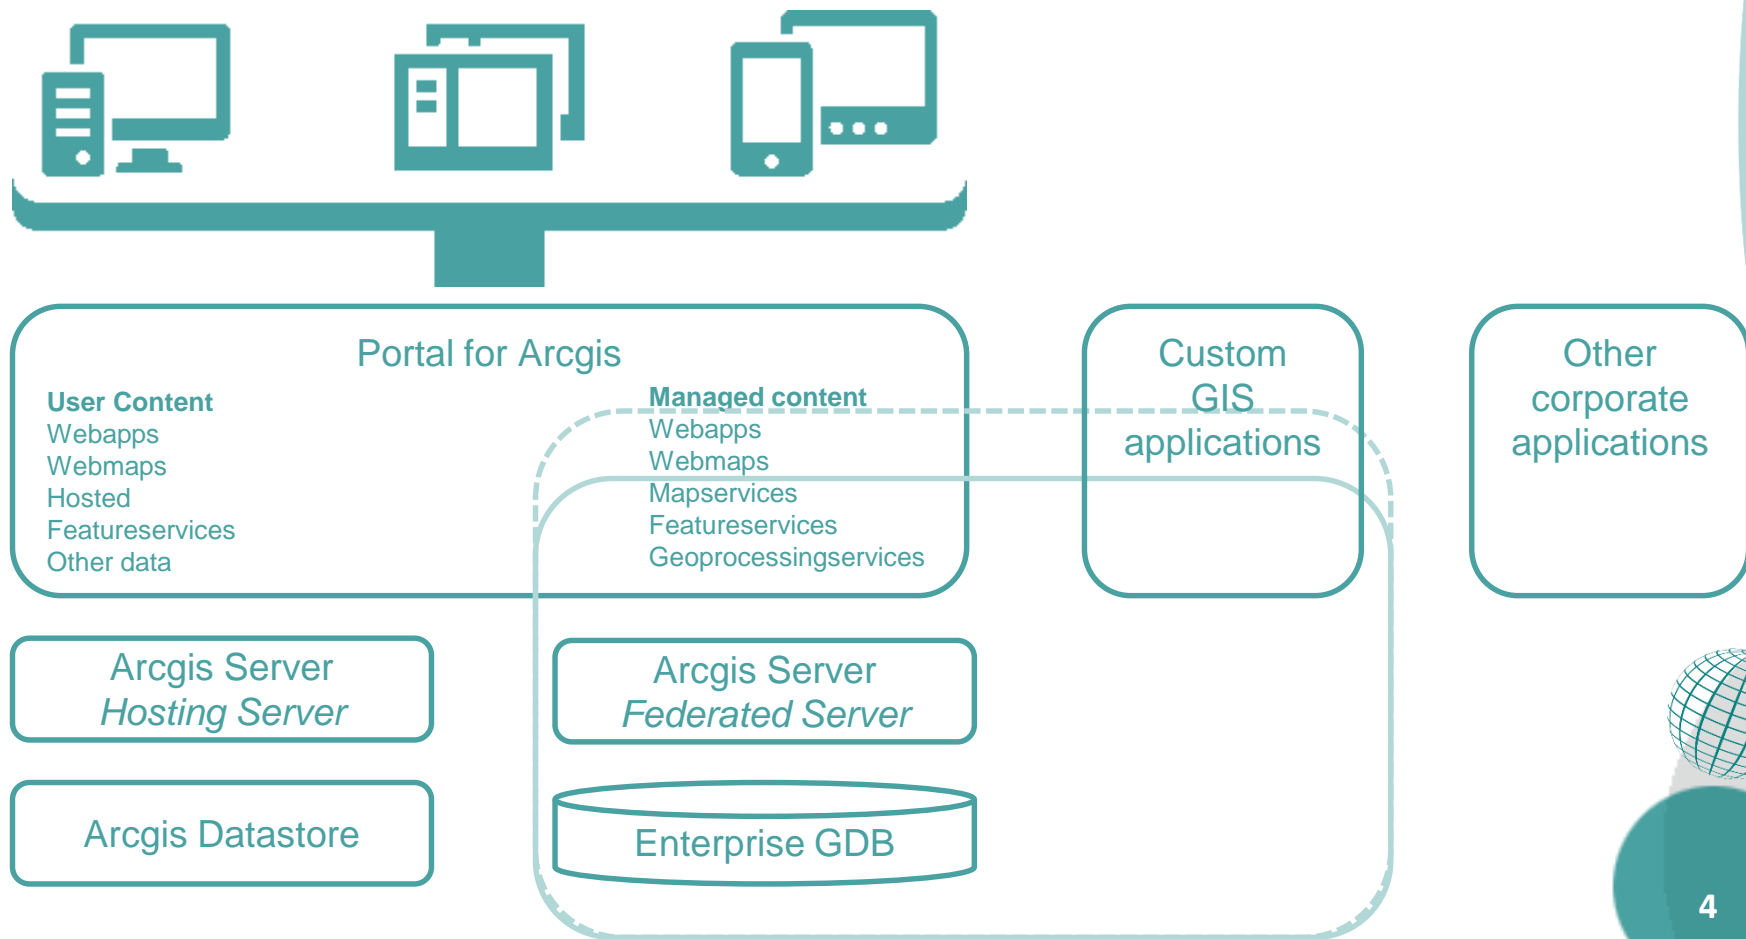 Portal for Arcgis
User Content
Webapps
Webmaps
Hosted
Featureservices
Other data
Managed content
Webapps
Webmaps
Mapservices
Featureservices
Geoprocessingservices
Custom
GIS
applications
Other
corporate
applications
Arcgis Server
Hosting Server
Arcgis Server
Federated Server
Arcgis Datastore
Enterprise GDB
4